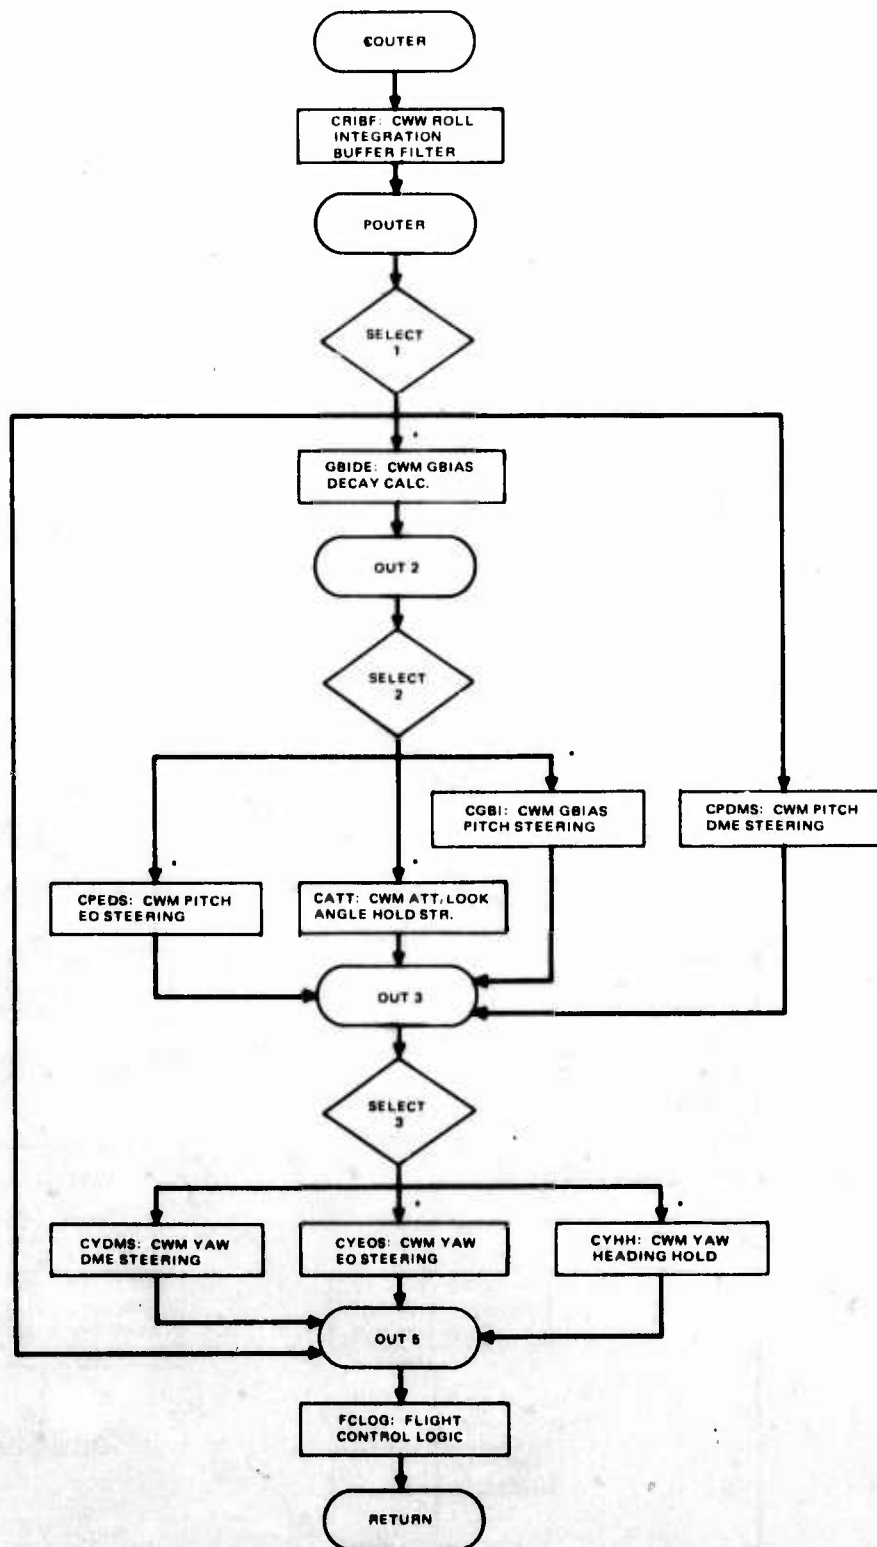 COUTER
CRIBF: CWW ROLL
INTEGRATION
BUFFER FILTER
POUTER
SELECT
1
GBIDE: CWM GBIAS
DECAY CALC.
OUT 2
SELECT
2
CGBI: CWM GBIAS
PITCH STEERING
CPDMS: CWM PITCH
DME STEERING
CPEDS: CWM PITCH
EO STEERING
CATT: CWM ATT, LOOK
ANGLE HOLD STR.
OUT 3
SELECT
3
CYDMS: CWM YAW
DME STEERING
CYEOS: CWM YAW
EO STEERING
CYHH: CWM YAW
HEADING HOLD
OUT 5
FCLOG: FLIGHT
CONTROL LOGIC
RETURN